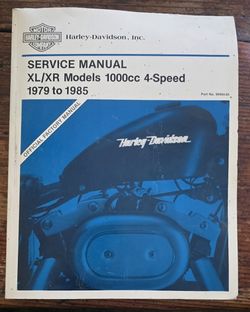 MOTOR
HARLEY-DAVIDSON
COMPANY
Harley-Davidson, Inc.
SERVICE MANUAL
XL/XR Models 1000cc 4-Speed
1979 to 1985
OFFICIAL FACTORY MANUAL
Harley-Davidson